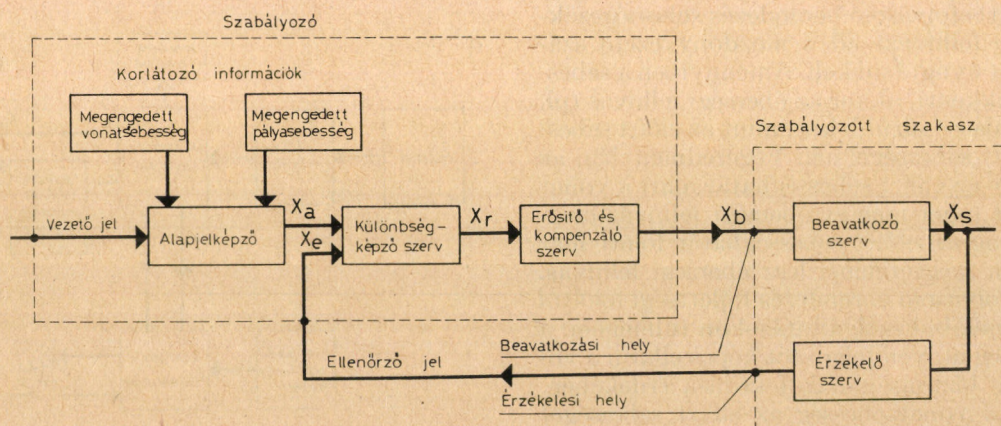 Szabályozó
Korlátozó információk
Megengedett
vonatsebesség
Megengedett
pályasebesség
Szabályozott szakasz
Vezető jel
Alapjelképző
Xa
Xe
Különbség-
képző szerv
Xr
Erősítő és
kompenzáló
szerv
Xb
Beavatkozó
szerv
Xs
Beavatkozási hely
Ellenőrző jel
Érzékelési hely
Érzékelő
szerv